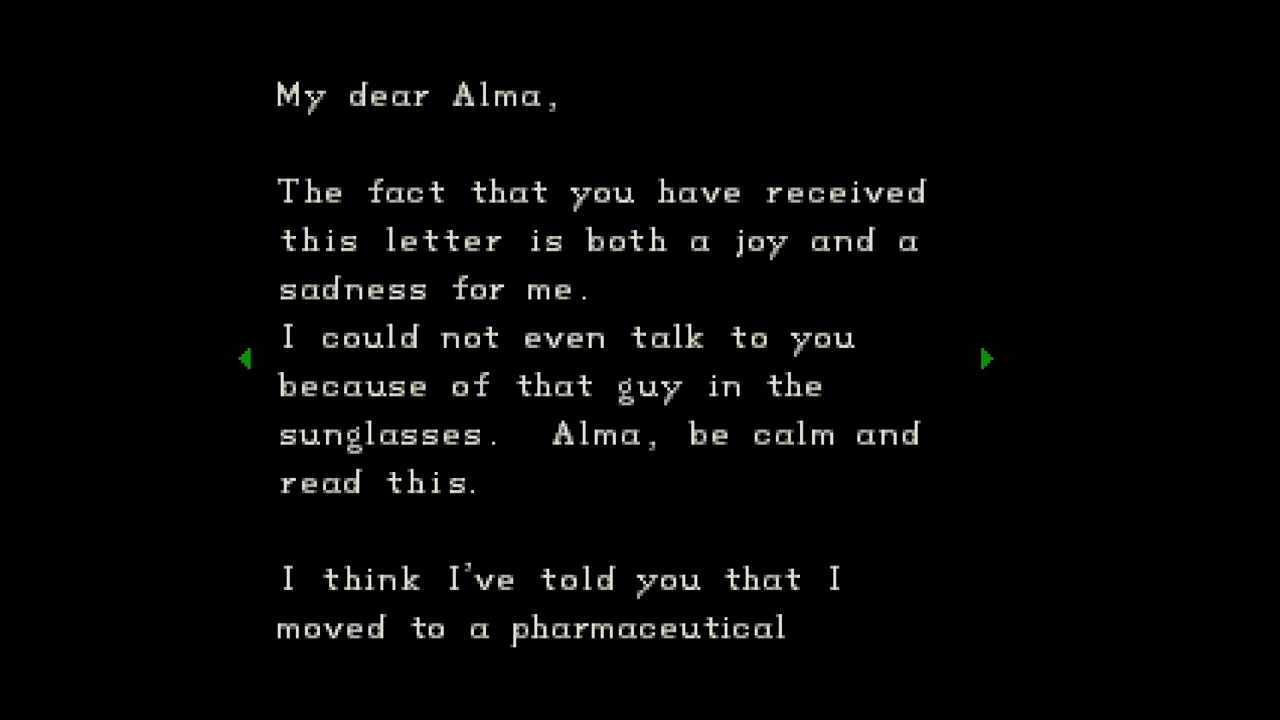 My dear Alma,
The fact that you have received
this letter is both a joy and a
sadness for me.
I could not even talk to you
because of that guy in the
sunglasses.  Alma, be calm and
read this.
I think I've told you that I
moved to a pharmaceutical